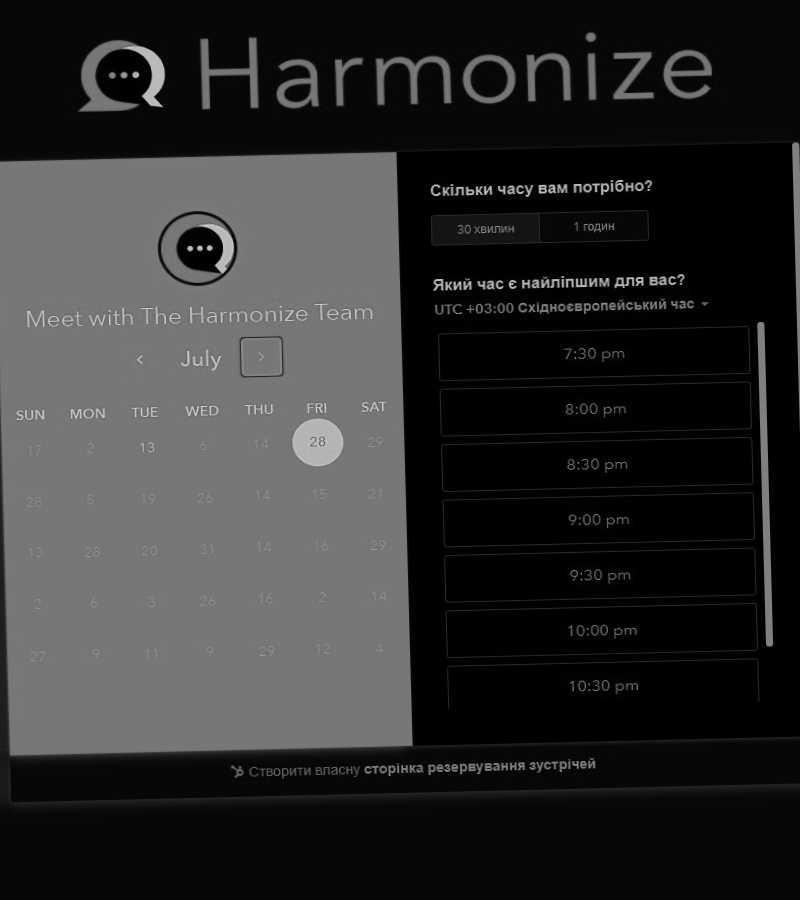 Harmonize
Meet with The Harmonize Team
July
SUN MON TUE WED THU FRI SAT
17 2 13 6 14 28 29
28 5 19 26 14 15 21
13 28 20 31 14 16 29
2 6 3 26 16 2 14
27 9 11 9 29 12 4
Скільки часу вам потрібно?
30 хвилин 1 годин
Який час є найліпшим для вас?
UTC +03:00 Східноєвропейський час
7:30 pm
8:00 pm
8:30 pm
9:00 pm
9:30 pm
10:00 pm
10:30 pm
Створити власну сторінка резервування зустрічей